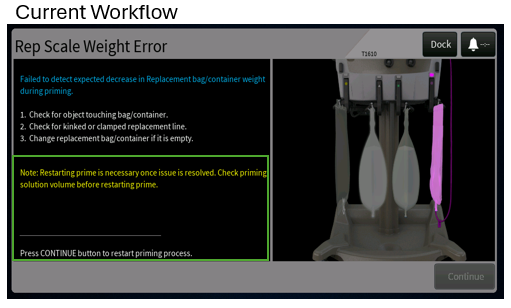 Current Workflow
Rep Scale Weight Error
T1610
Dock
--:--
Failed to detect expected decrease in Replacement bag/container weight
during priming.
1. Check for object touching bag/container.
2. Check for kinked or clamped replacement line.
3. Change replacement bag/container if it is empty.
Note: Restarting prime is necessary once issue is resolved. Check priming
solution volume before restarting prime.
Press CONTINUE button to restart priming process.
Continue